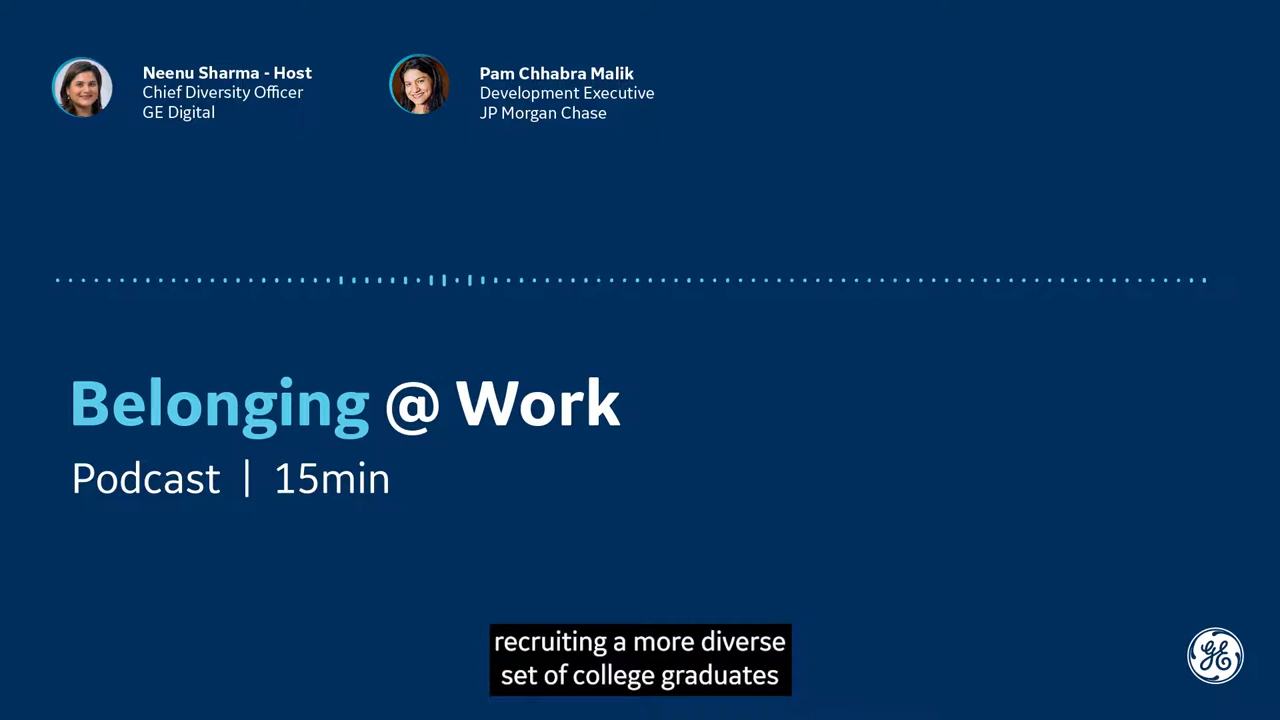 Neenu Sharma - Host
Chief Diversity Officer
GE Digital
Pam Chhabra Malik
Development Executive
JP Morgan Chase
Belonging @ Work
Podcast | 15min
recruiting a more diverse
set of college graduates
GE